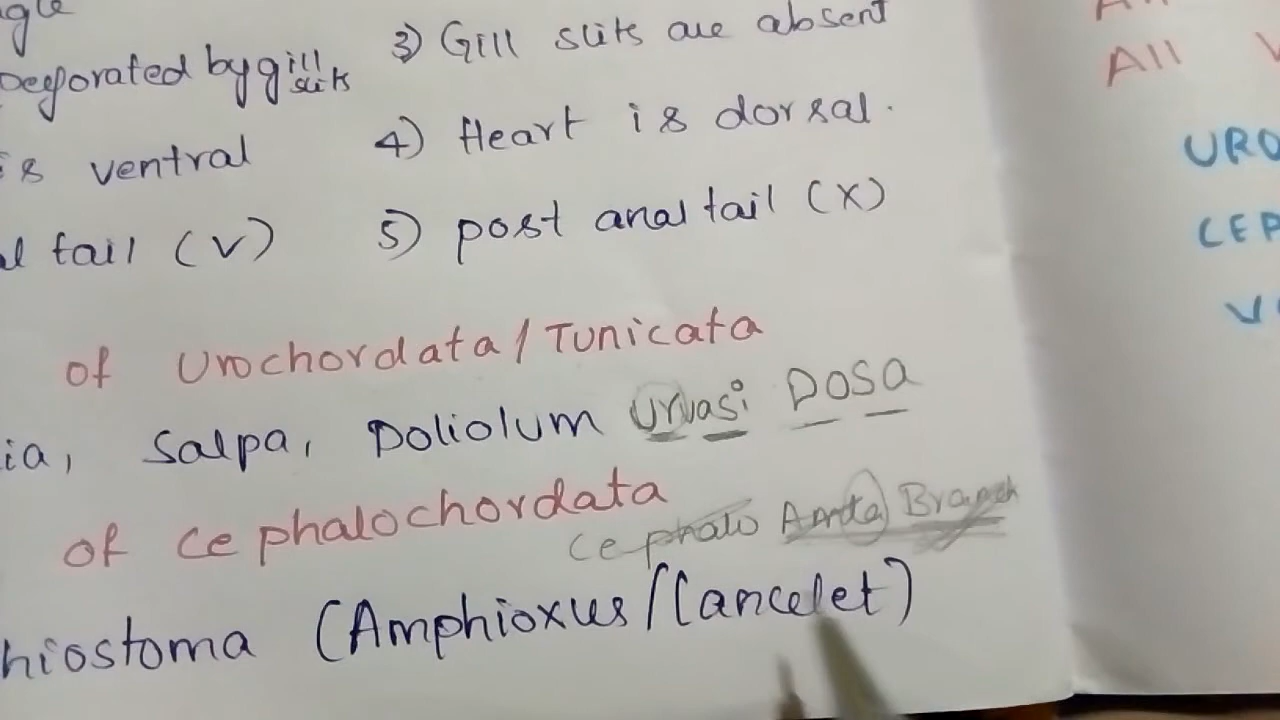 gle
Perforated by gill slits
3) Gill slits are absent
is ventral
4) Heart is dorsal.
al tail (✓)
5) post anal tail (X)
of Urochordata/Tunicata
ia, Salpa, Doliolum Urvasi DOSA
of cephalochordata
cephalo Branch
hiostoma (Amphioxus/Lancelet)
All V
URO
CEP